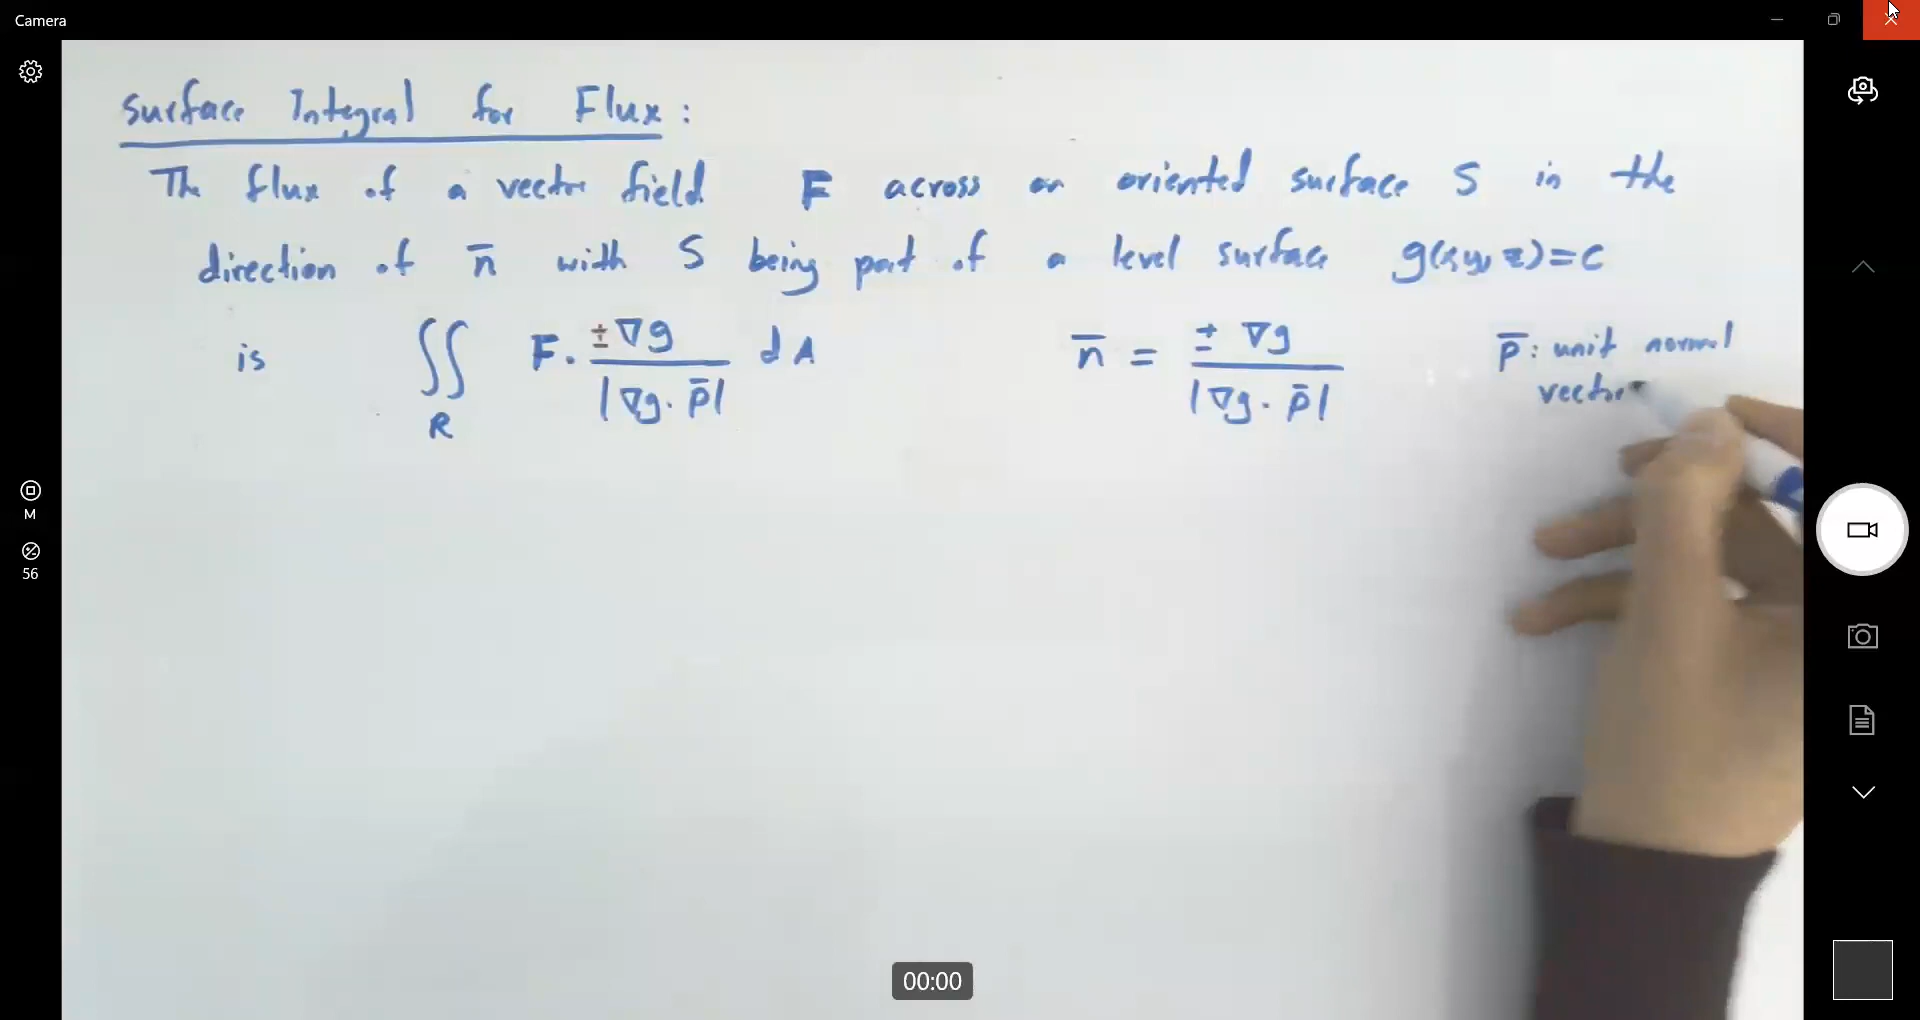 Camera
Surface Integral for Flux:
The flux of a vector field F across an oriented surface S in the
direction of n̄ with S being part of a level surface g(x,y,z)=c
is ∬_R F · ±∇g / |∇g · p̄| dA n̄ = ±∇g / |∇g · p̄| p̄: unit normal
vector
M
56
00:00